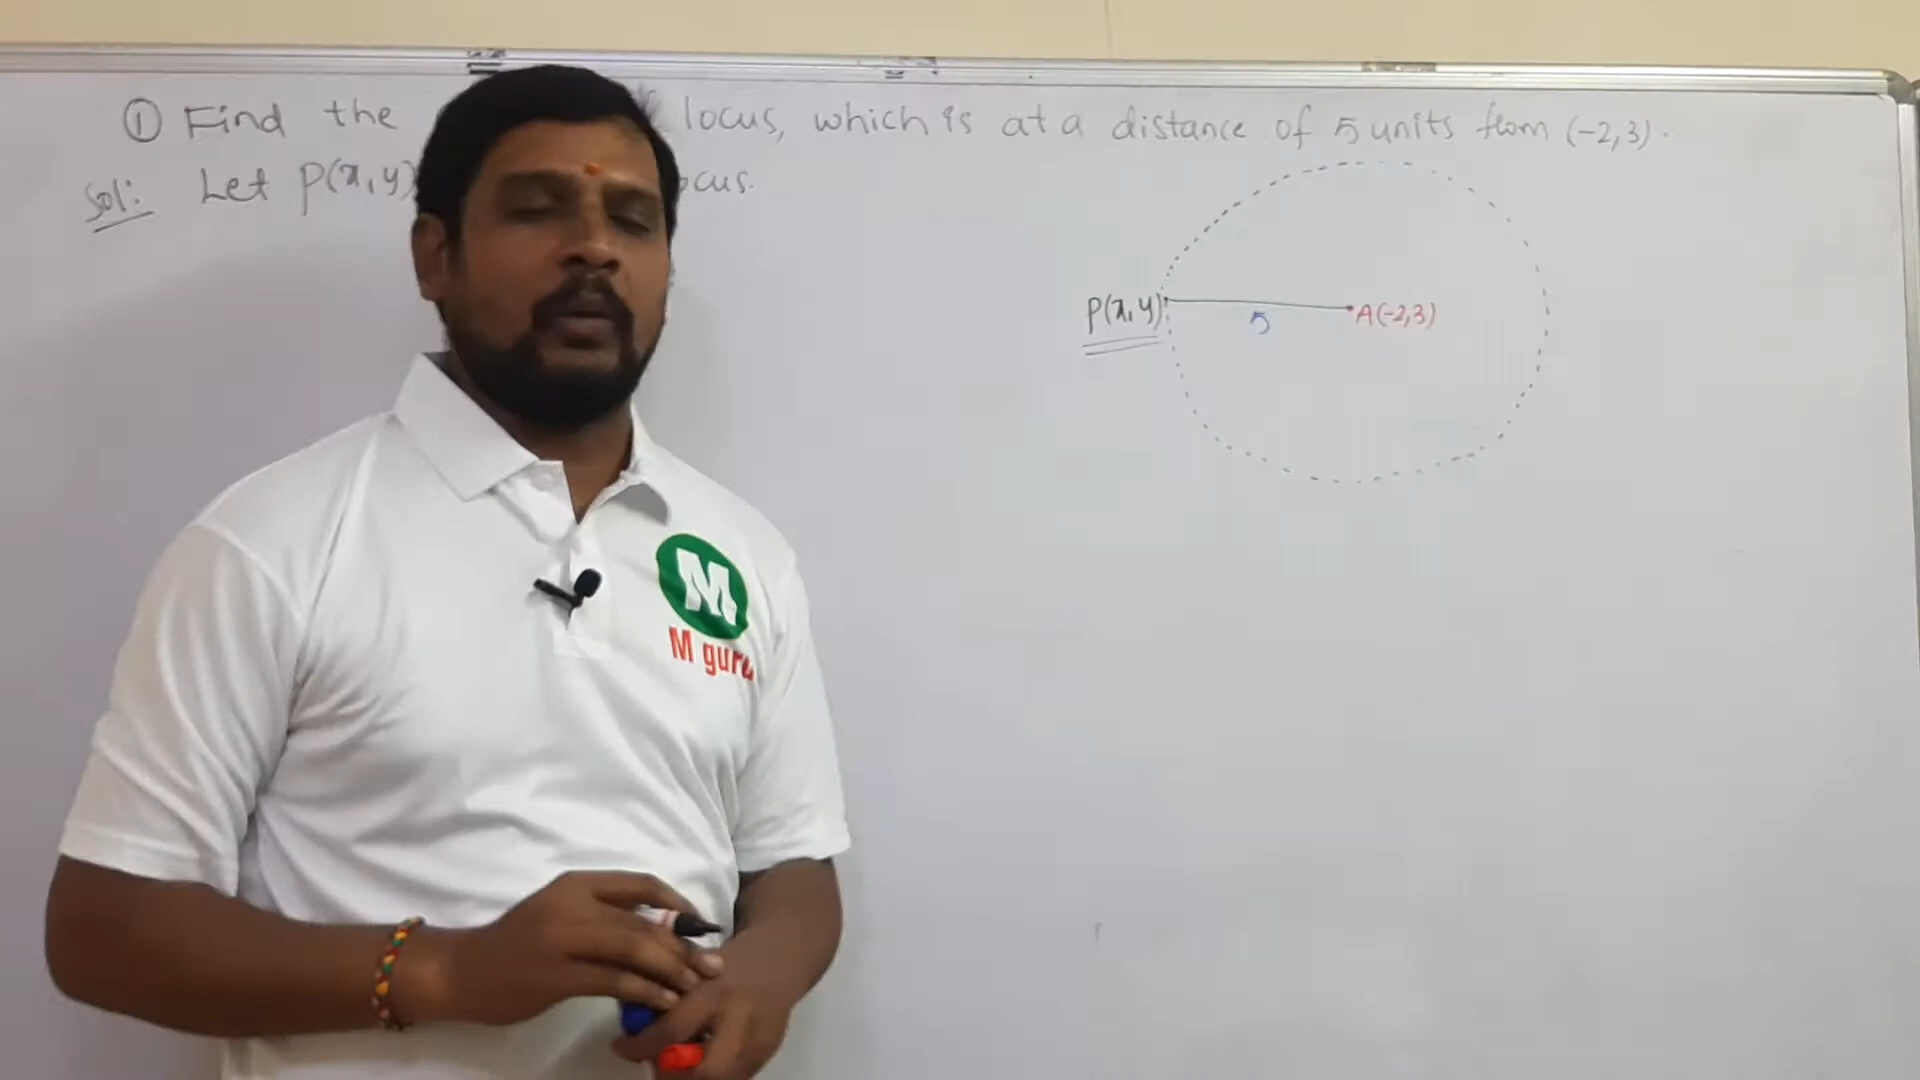 ① Find the locus, which is at a distance of 5 units from (-2,3).
Sol: Let P(x,y) locus.
P(x,y)
5
A(-2,3)
M
M guru